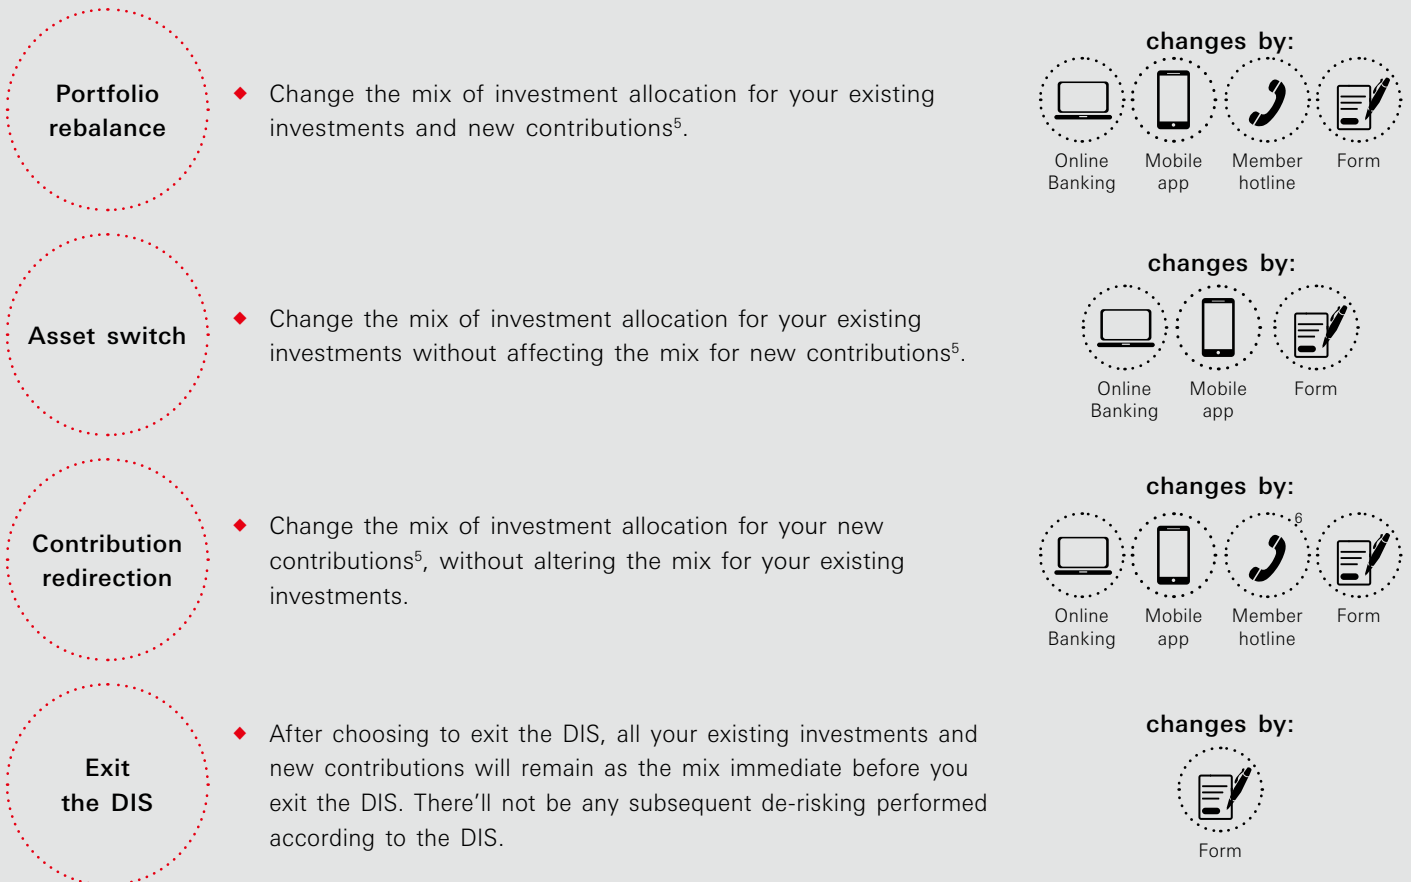 Portfolio
rebalance
◆ Change the mix of investment allocation for your existing
investments and new contributions⁵.
changes by:
Online
Banking
Mobile
app
Member
hotline
Form
Asset switch
◆ Change the mix of investment allocation for your existing
investments without affecting the mix for new contributions⁵.
changes by:
Online
Banking
Mobile
app
Form
Contribution
redirection
◆ Change the mix of investment allocation for your new
contributions⁵, without altering the mix for your existing
investments.
changes by:
6
Online
Banking
Mobile
app
Member
hotline
Form
Exit
the DIS
◆ After choosing to exit the DIS, all your existing investments and
new contributions will remain as the mix immediate before you
exit the DIS. There'll not be any subsequent de-risking performed
according to the DIS.
changes by:
Form